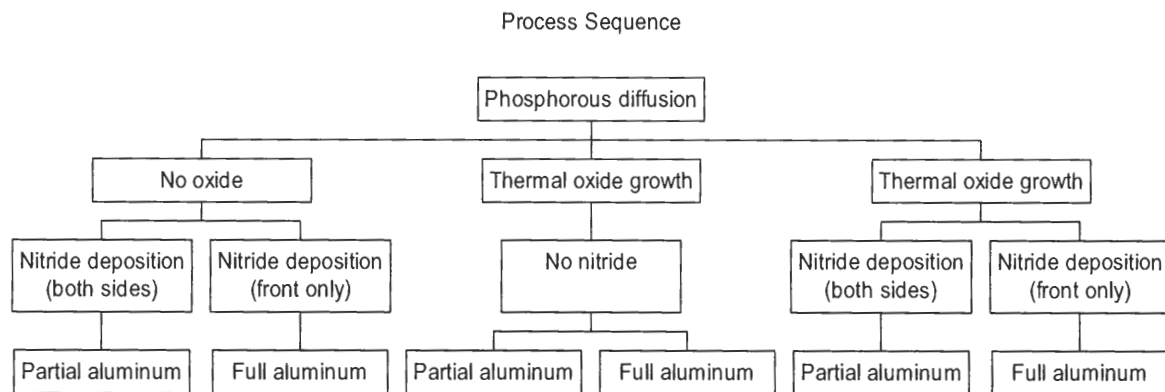 Process Sequence
Phosphorous diffusion
No oxide
Thermal oxide growth
Thermal oxide growth
Nitride deposition
(both sides)
Nitride deposition
(front only)
No nitride
Nitride deposition
(both sides)
Nitride deposition
(front only)
Partial aluminum
Full aluminum
Partial aluminum
Full aluminum
Partial aluminum
Full aluminum